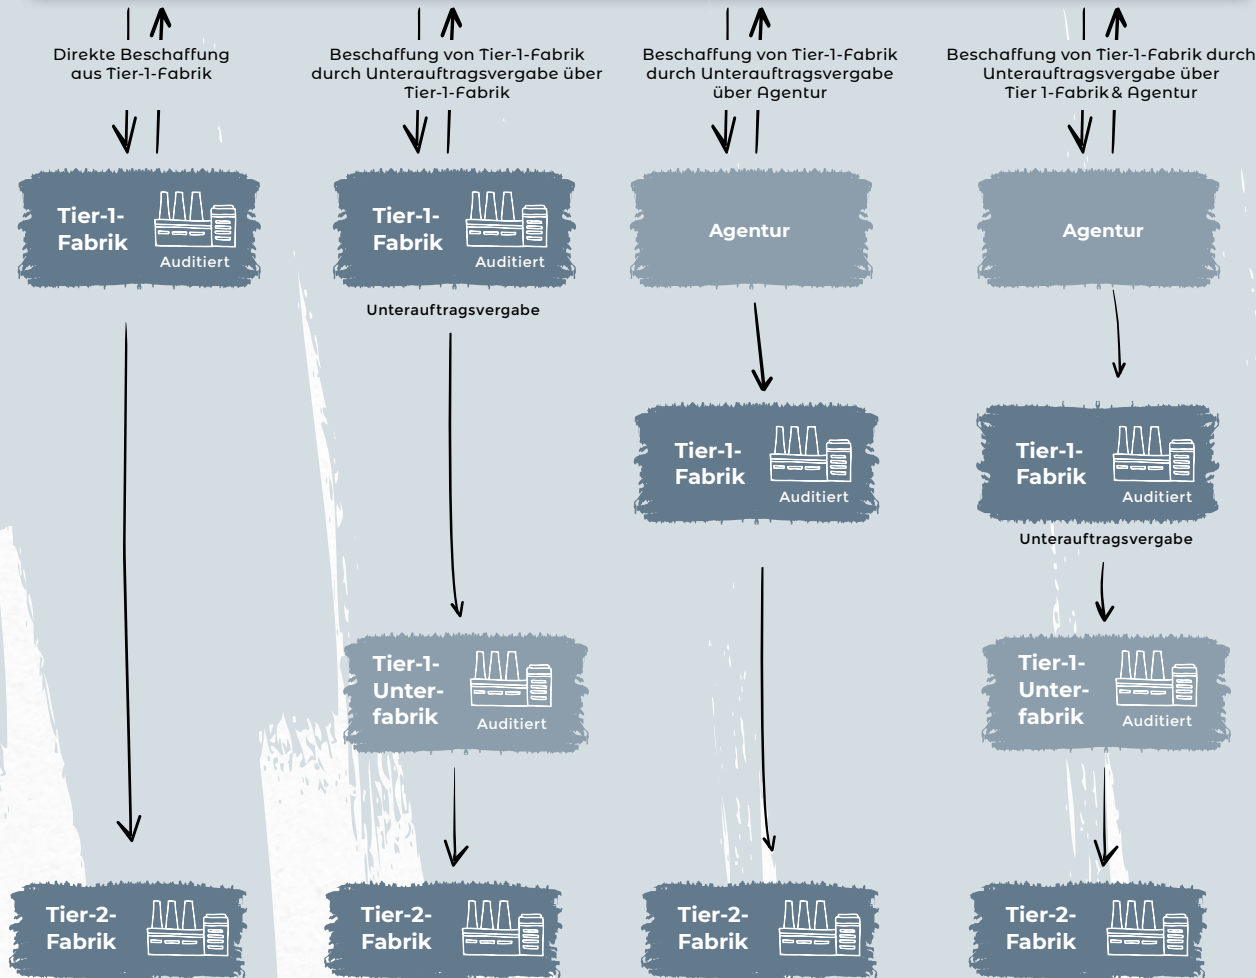 Direkte Beschaffung
aus Tier-1-Fabrik
Beschaffung von Tier-1-Fabrik
durch Unterauftragsvergabe über
Tier-1-Fabrik
Beschaffung von Tier-1-Fabrik
durch Unterauftragsvergabe
über Agentur
Beschaffung von Tier-1-Fabrik durch
Unterauftragsvergabe über
Tier 1-Fabrik & Agentur
Tier-1-
Fabrik
Auditiert
Tier-1-
Fabrik
Auditiert
Agentur
Agentur
Unterauftragsvergabe
Tier-1-
Fabrik
Auditiert
Tier-1-
Fabrik
Auditiert
Unterauftragsvergabe
Tier-1-
Unter-
fabrik
Auditiert
Tier-1-
Unter-
fabrik
Auditiert
Tier-2-
Fabrik
Tier-2-
Fabrik
Tier-2-
Fabrik
Tier-2-
Fabrik